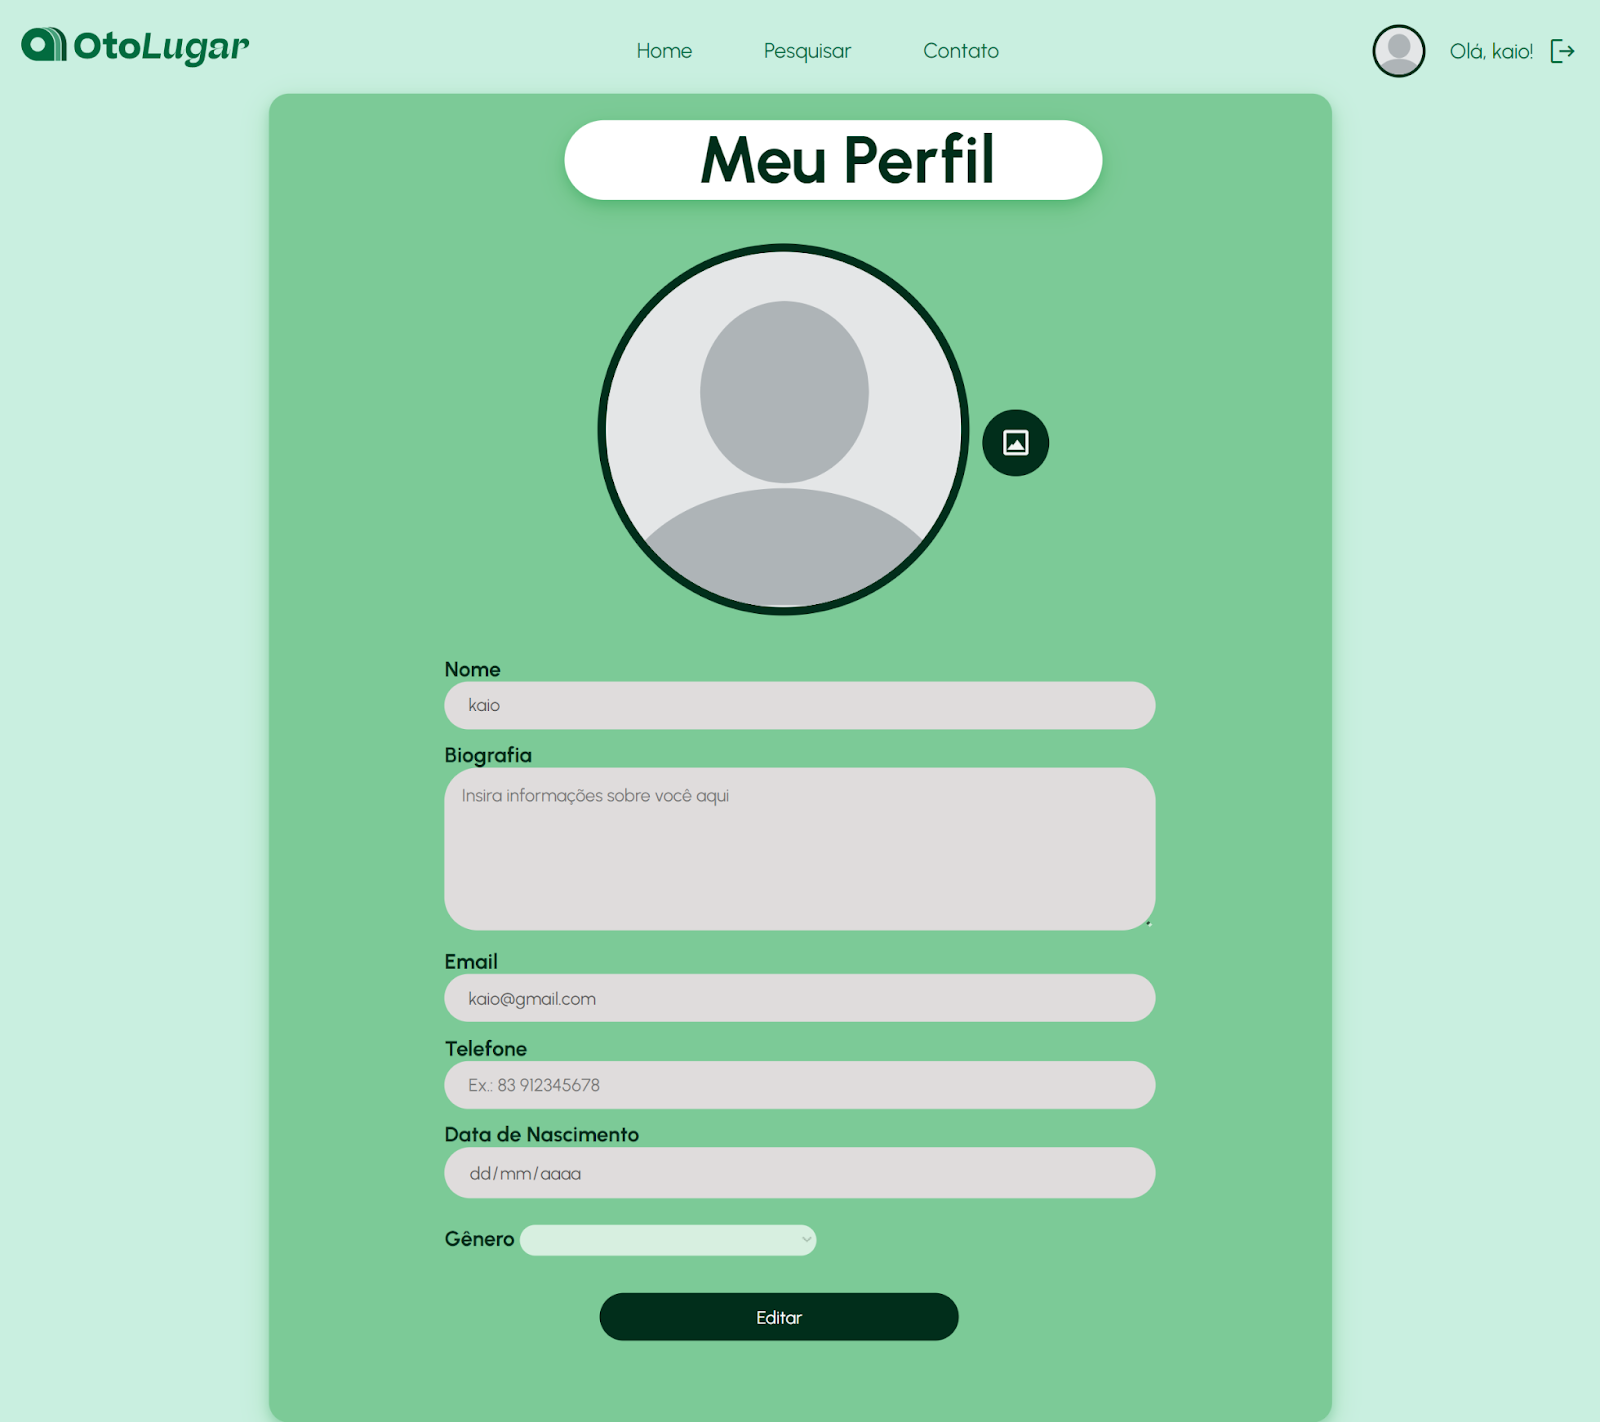 OtoLugar
Home
Pesquisar
Contato
Olá, kaio!
Meu Perfil
Nome
kaio
Biografia
Insira informações sobre você aqui
Email
kaio@gmail.com
Telefone
Ex.: 83 912345678
Data de Nascimento
dd/mm/aaaa
Gênero
Editar